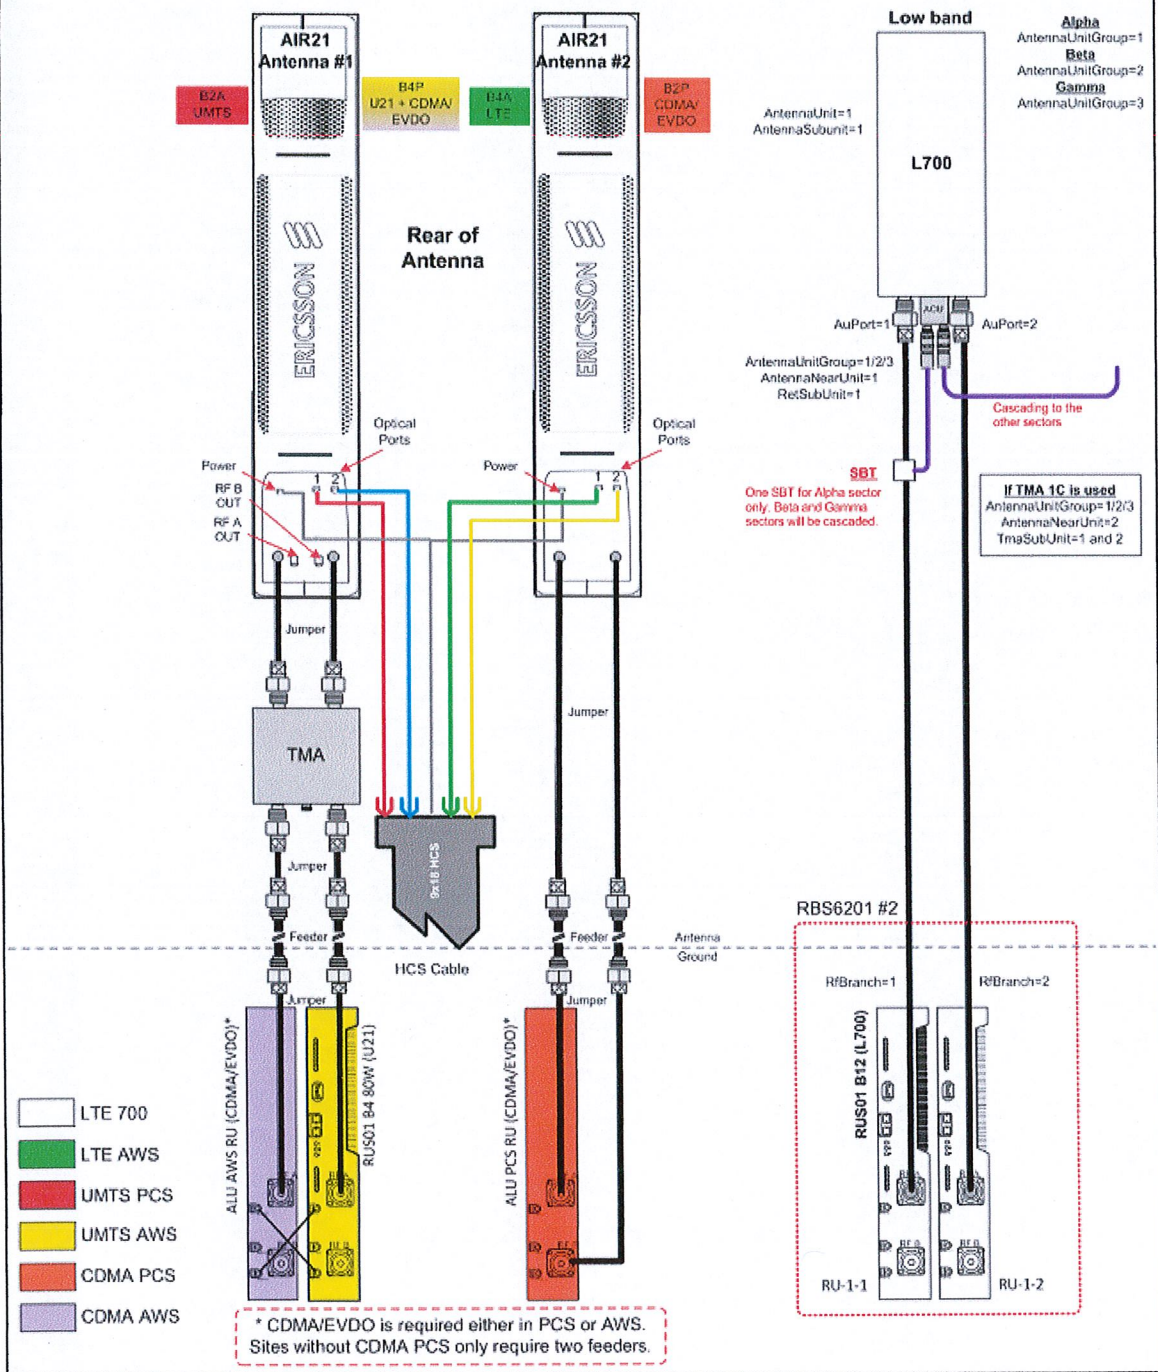 AIR21
Antenna #1
AIR21
Antenna #2
Low band
Alpha
AntennaUnitGroup=1
Beta
AntennaUnitGroup=2
Gamma
AntennaUnitGroup=3
B2A
UMTS
B4P
U21 + CDMA/
EVDO
B4A
LTE
B2P
CDMA/
EVDO
AntennaUnit=1
AntennaSubunit=1
L700
Rear of
Antenna
ERICSSON
ERICSSON
ACU
AuPort=1
AuPort=2
AntennaUnitGroup=1/2/3
AntennaNearUnit=1
RetSubUnit=1
Cascading to the
other sectors
Optical
Ports
Optical
Ports
Power
RF B
OUT
RF A
OUT
1 2
Power
1 2
SBT
One SBT for Alpha sector
only. Beta and Gamma
sectors will be cascaded.
If TMA 1C is used
AntennaUnitGroup=1/2/3
AntennaNearUnit=2
TmaSubUnit=1 and 2
Jumper
Jumper
TMA
Jumper
9x18 HCS
RBS6201 #2
Feeder
Feeder
Antenna
Ground
HCS Cable
Jumper
Jumper
RfBranch=1
RfBranch=2
ALU AWS RU (CDMA/EVDO)*
RUS01 B4 80W (U21)
ALU PCS RU (CDMA/EVDO)*
RUS01 B12 (L700)
RU-1-1
RU-1-2
LTE 700
LTE AWS
UMTS PCS
UMTS AWS
CDMA PCS
CDMA AWS
* CDMA/EVDO is required either in PCS or AWS.
Sites without CDMA PCS only require two feeders.